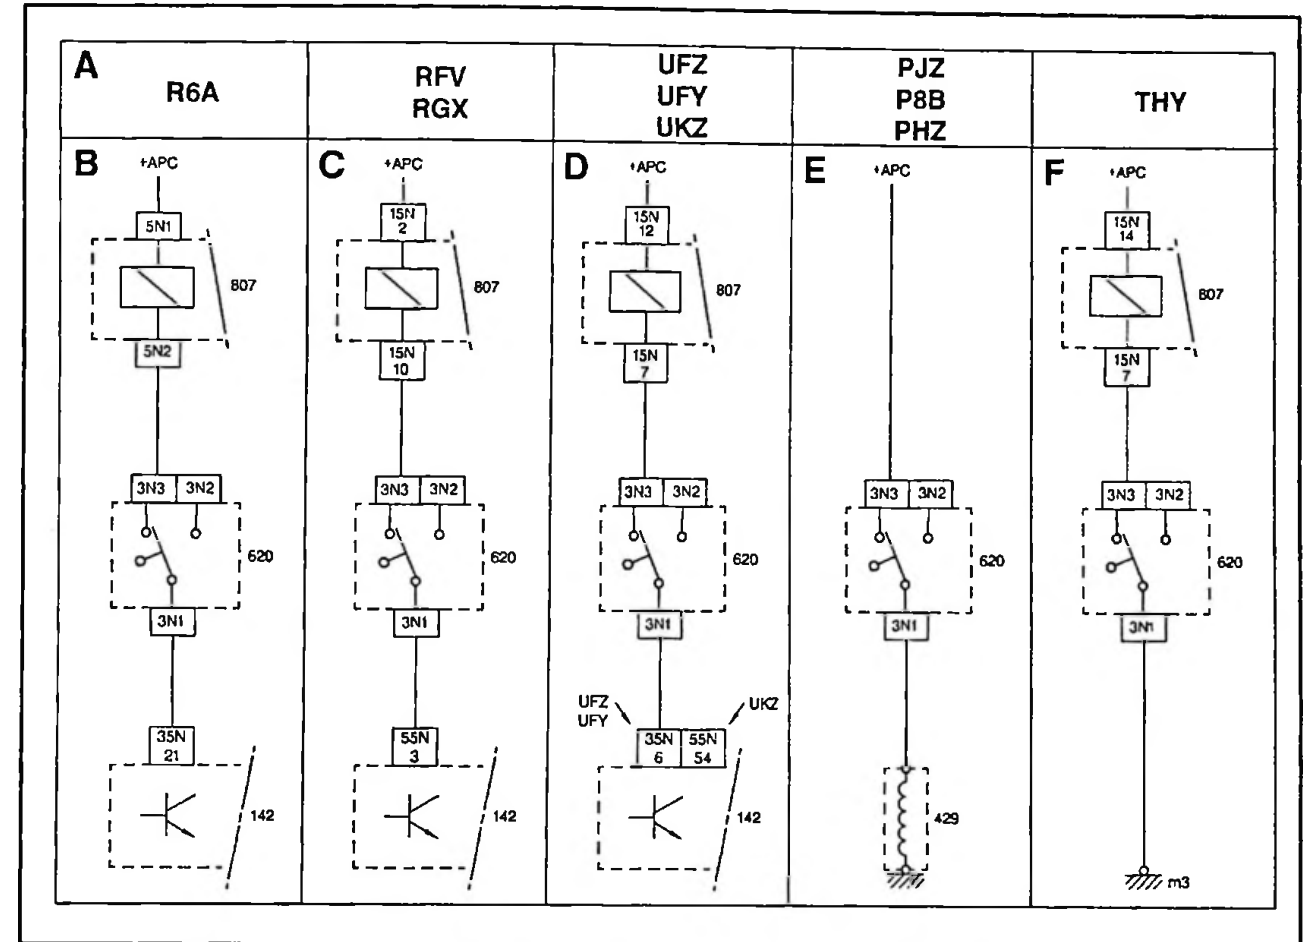 A
R6A
RFV
RGX
UFZ
UFY
UKZ
PJZ
P8B
PHZ
THY
B
+APC
5N1
807
5N2
3N3 3N2
620
3N1
35N
21
142
C
+APC
15N
2
807
15N
10
3N3 3N2
620
3N1
55N
3
142
D
+APC
15N
12
807
15N
7
3N3 3N2
620
3N1
UFZ
UFY
UKZ
35N
6
55N
54
142
E
+APC
3N3 3N2
620
3N1
429
F
+APC
15N
14
807
15N
7
3N3 3N2
620
3N1
m3